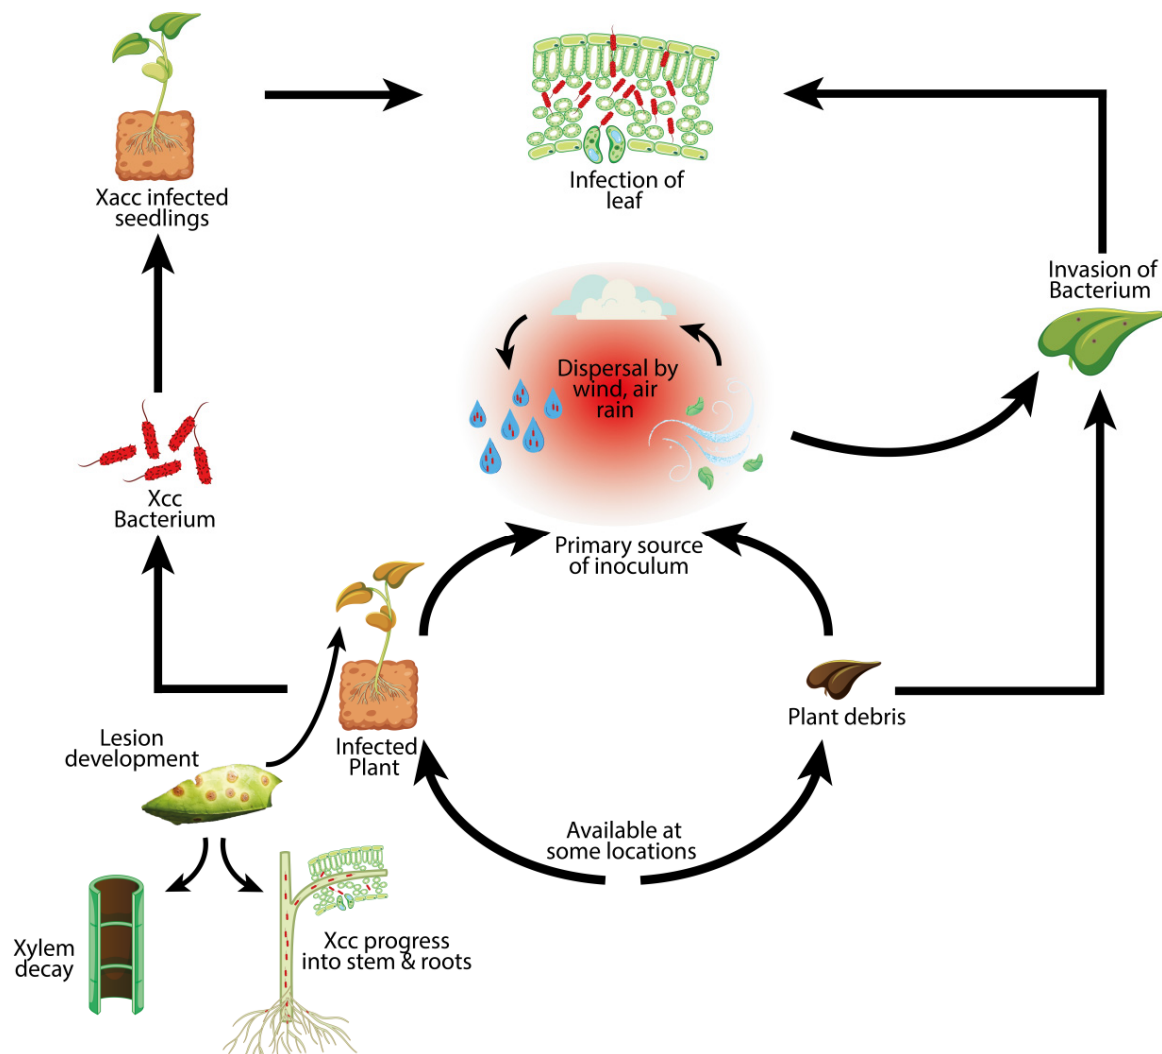 Xacc infected
seedlings
Infection of
leaf
Invasion of
Bacterium
Dispersal by
wind, air
rain
Xcc
Bacterium
Primary source
of inoculum
Plant debris
Lesion
development
Infected
Plant
Available at
some locations
Xylem
decay
Xcc progress
into stem & roots